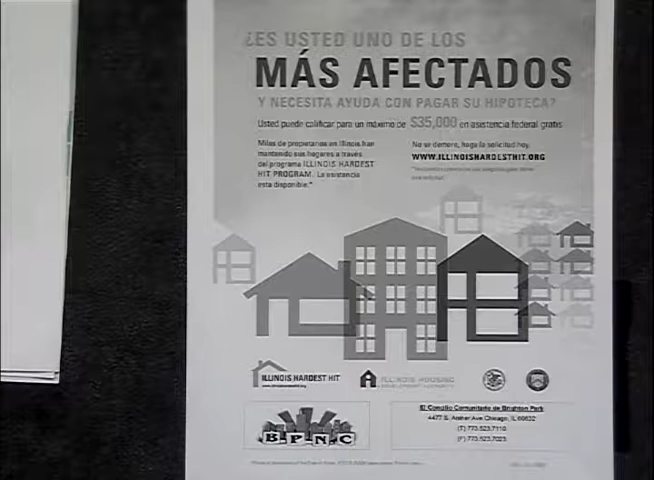 ¿ES USTED UNO DE LOS
MÁS AFECTADOS
Y NECESITA AYUDA CON PAGAR SU HIPOTECA?
Usted puede calificar para un máximo de $35,000 en asistencia federal gratis
Miles de propietarios en Illinois han
mantenido sus hogares a través
del programa ILLINOIS HARDEST
HIT PROGRAM. La asistencia
esta disponible.*
No se demore, haga la solicitud hoy.
WWW.ILLINOISHARDESTHIT.ORG
ILLINOIS HARDEST HIT
ILLINOIS HOUSING
BPNC
El Concilio Comunitario de Brighton Park
4477 S. Archer Ave Chicago, IL 60632
(T) 773.523.7110
(F) 773.523.7023